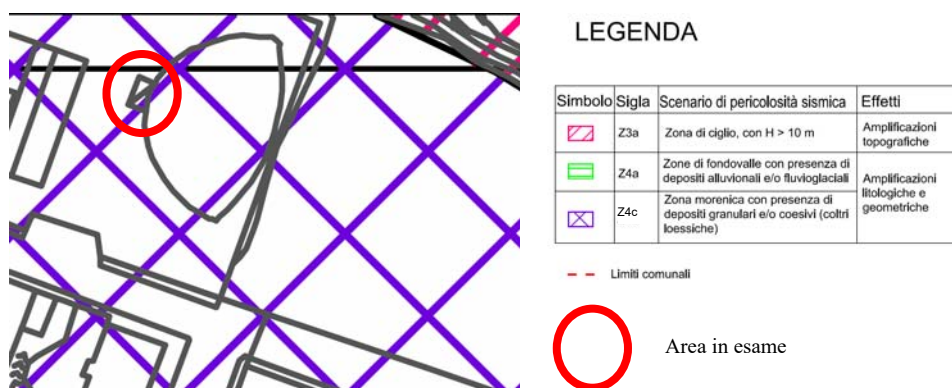 LEGENDA
Simbolo Sigla Scenario di pericolosità sismica Effetti
Z3a Zona di ciglio, con H > 10 m Amplificazioni topografiche
Z4a Zone di fondovalle con presenza di
depositi alluvionali e/o fluvioglaciali
Amplificazioni
litologiche e
geometriche
Z4c Zona morenica con presenza di
depositi granulari e/o coesivi (coltri
loessiche)
Limiti comunali
Area in esame